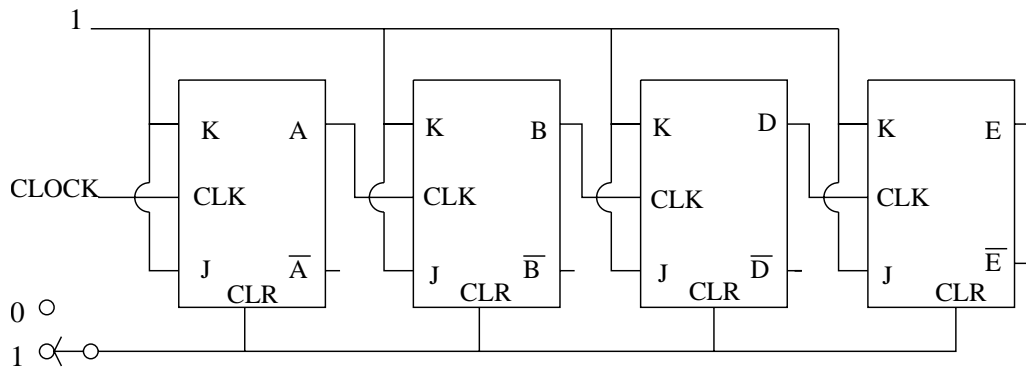 1
K A K B K D K E
CLOCK CLK CLK CLK CLK
J A̅ J B̅ J D̅ J E̅
CLR CLR CLR CLR
0
1